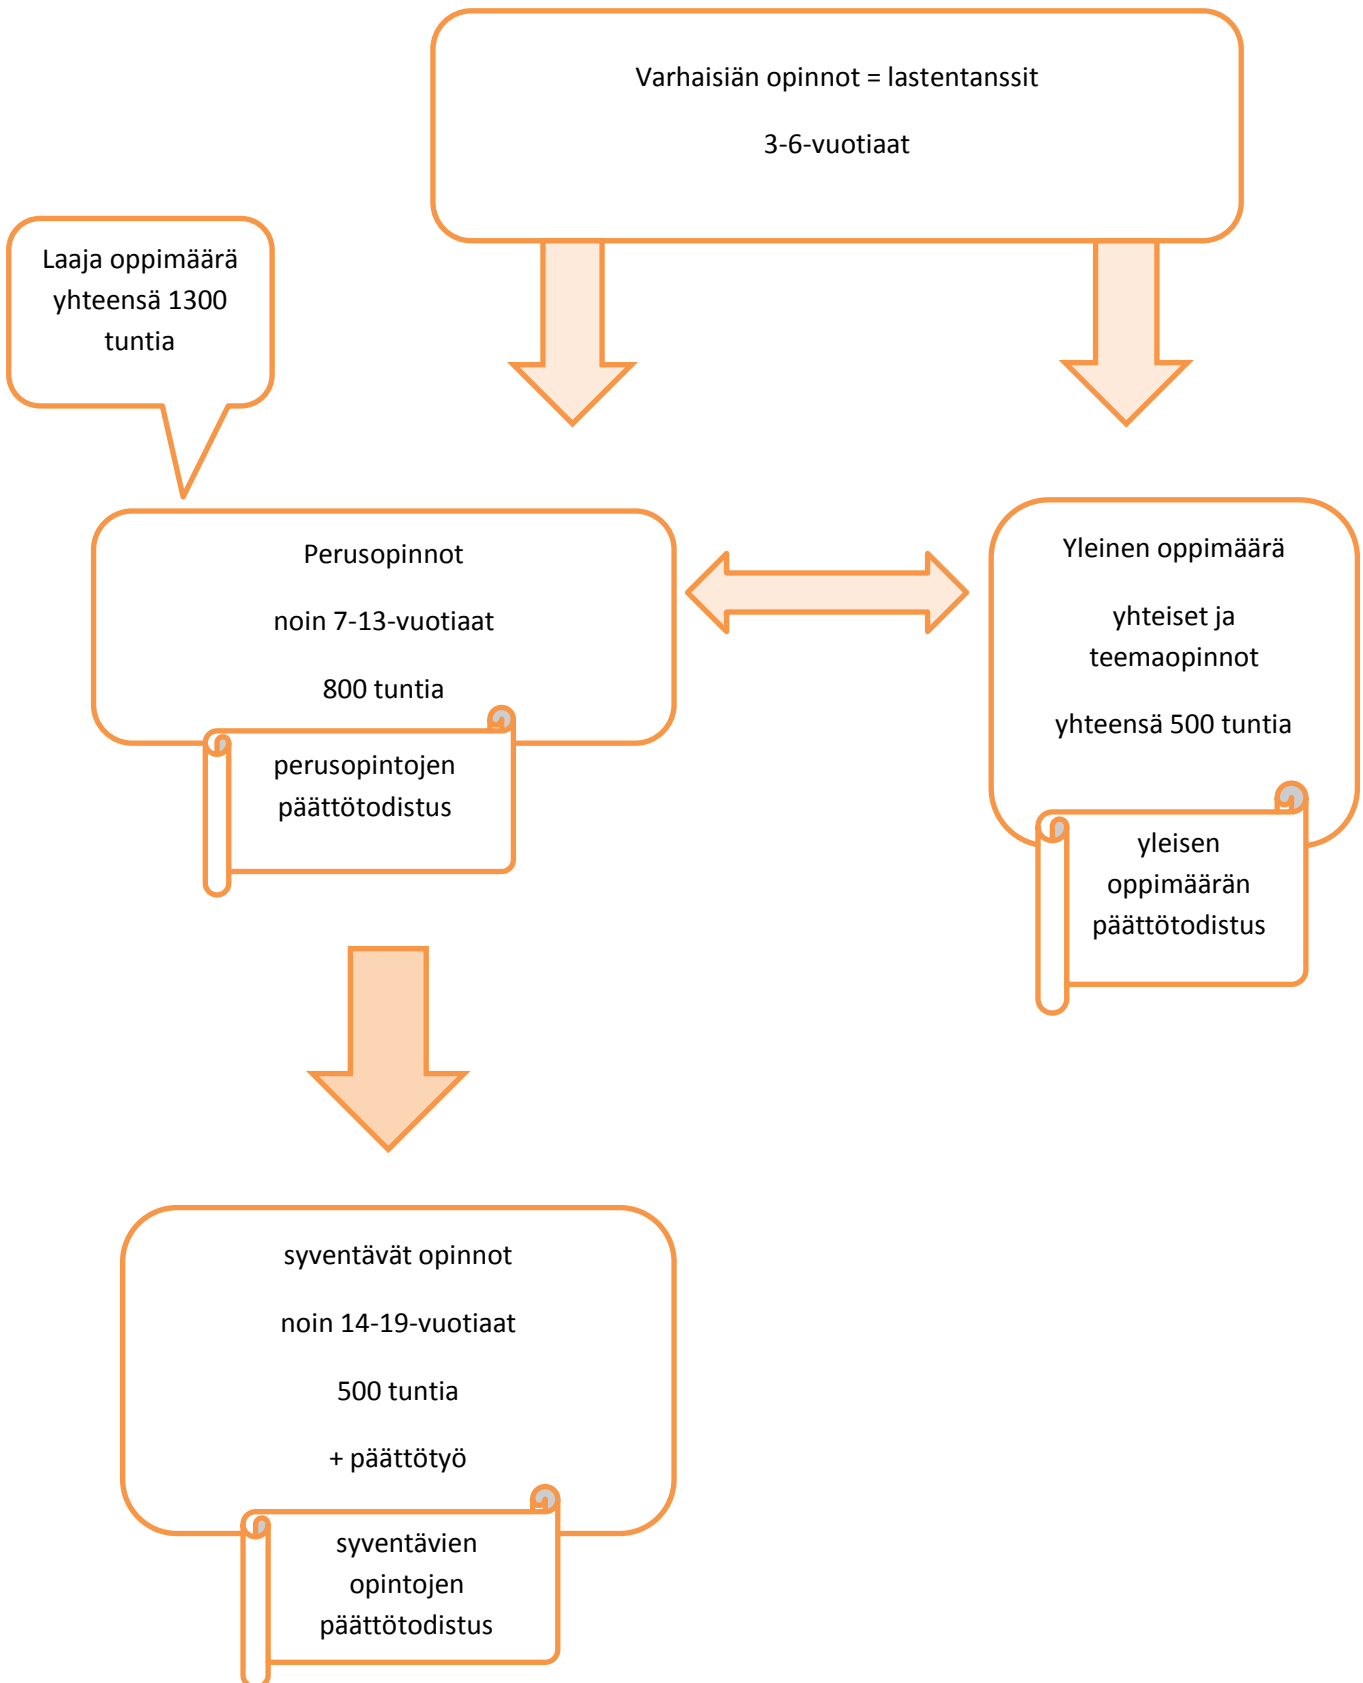 Varhaisiän opinnot = lastentanssit
3-6-vuotiaat
Laaja oppimäärä
yhteensä 1300
tuntia
Perusopinnot
noin 7-13-vuotiaat
800 tuntia
perusopintojen
päättötodistus
Yleinen oppimäärä
yhteiset ja
teemaopinnot
yhteensä 500 tuntia
yleisen
oppimäärän
päättötodistus
syventävät opinnot
noin 14-19-vuotiaat
500 tuntia
+ päättötyö
syventävien
opintojen
päättötodistus